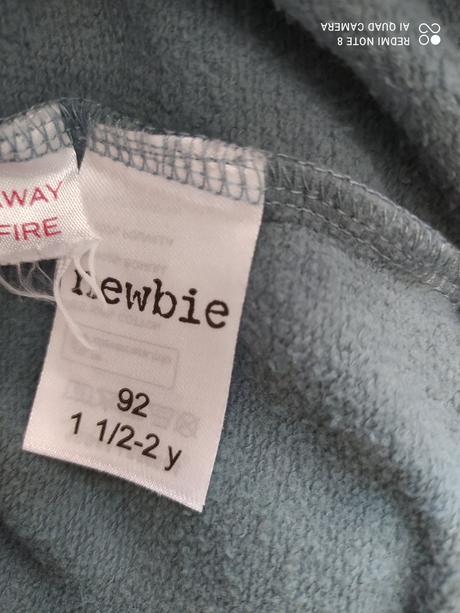 REDMI NOTE 8
AI QUAD CAMERA
AWAY
FIRE
newbie
92
1 1/2-2 y